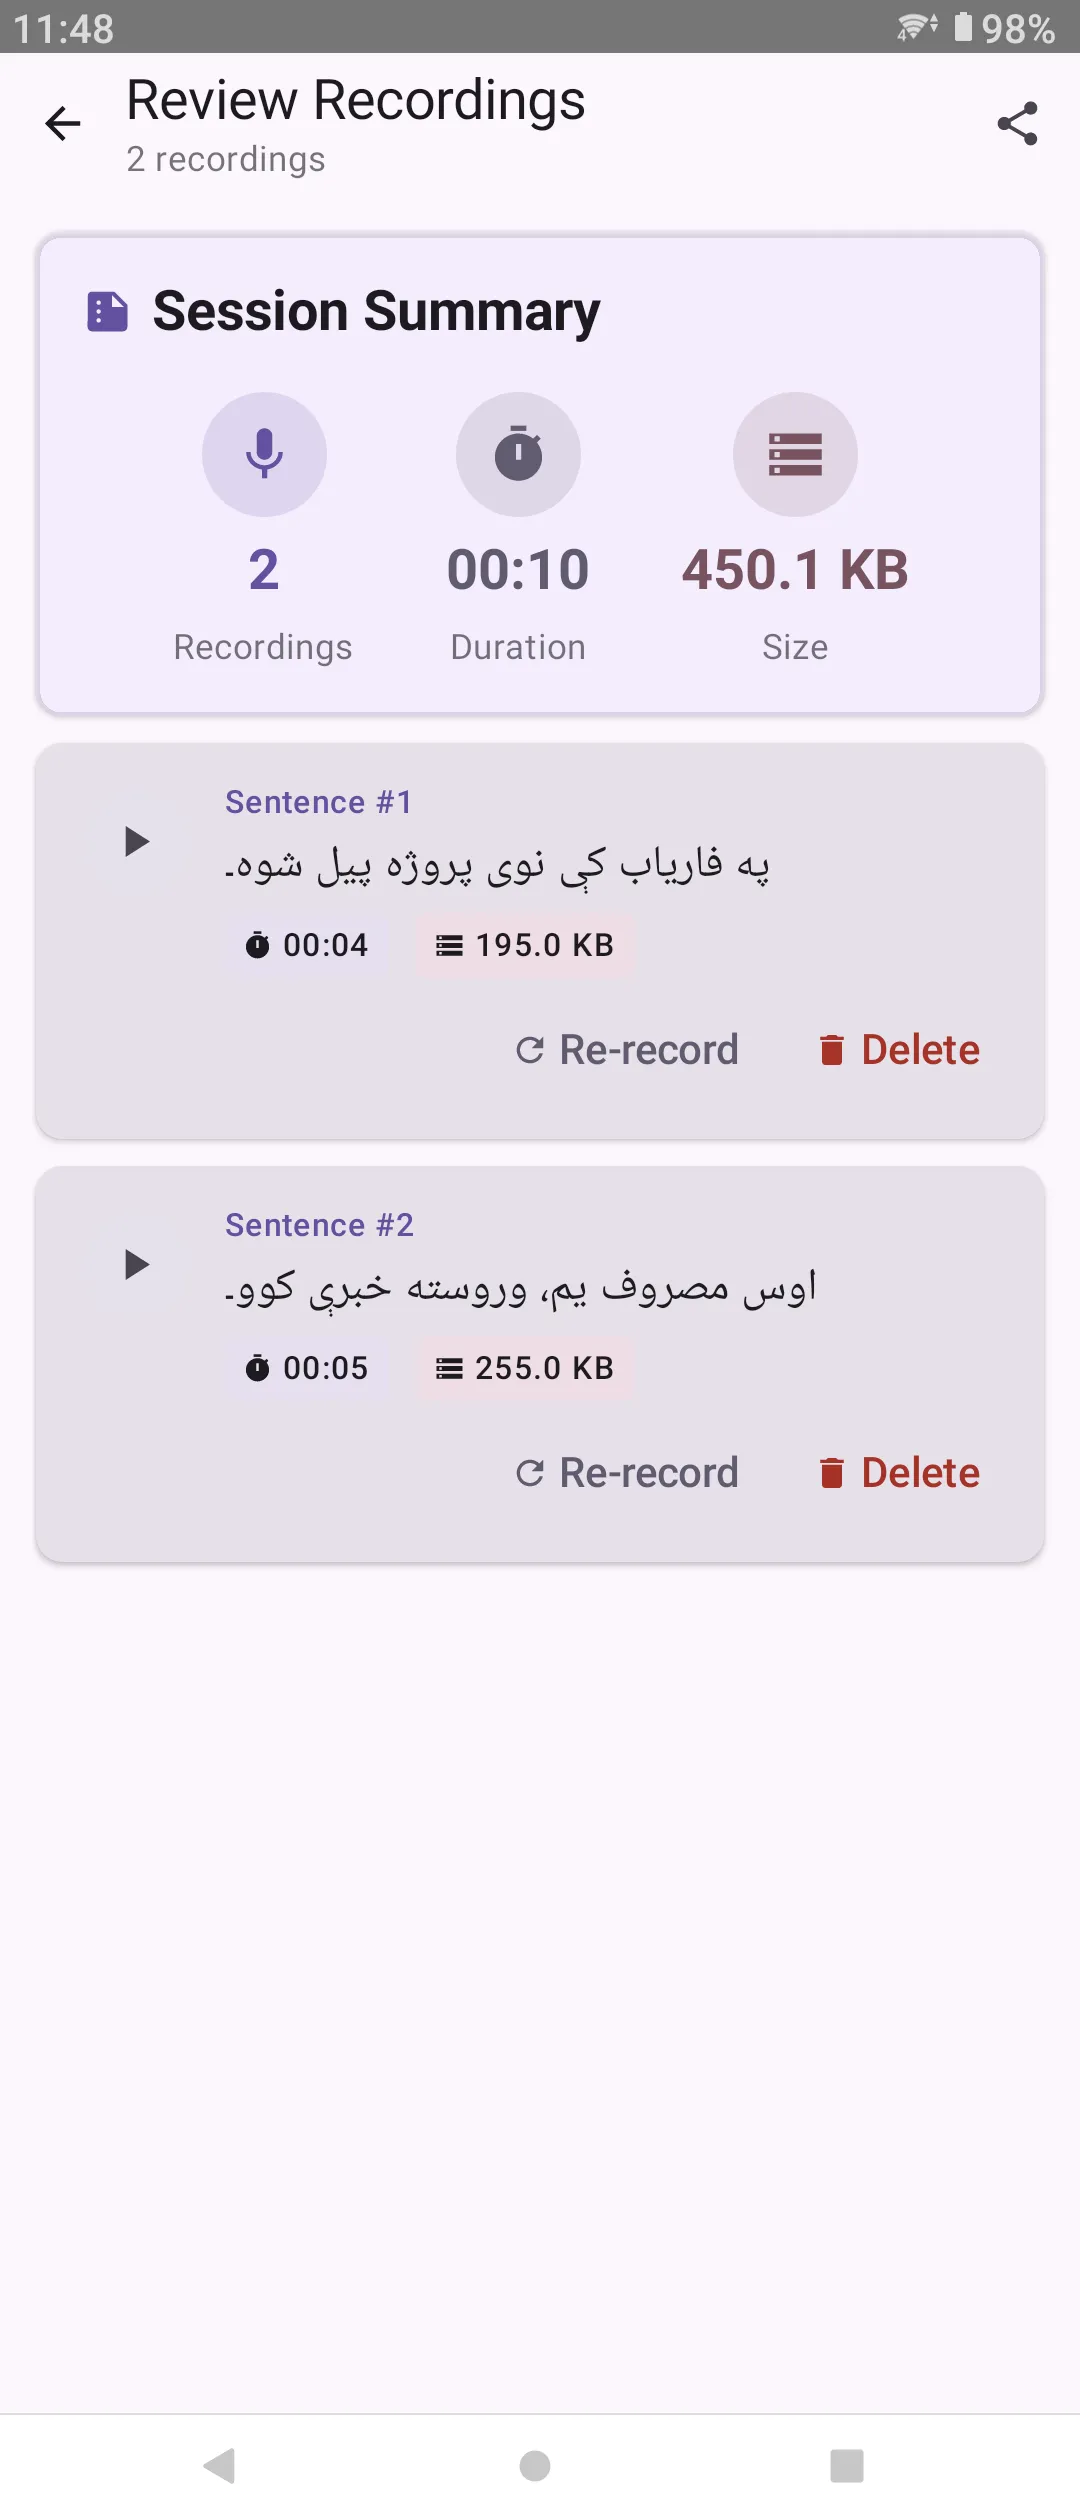 11:48
98%
Review Recordings
2 recordings
Session Summary
2
00:10
450.1 KB
Recordings
Duration
Size
Sentence #1
په فارياب کې نوی پروژه پيل شوه۔
00:04
195.0 KB
Re-record
Delete
Sentence #2
اوس مصروف يم، وروسته خبرې کوو۔
00:05
255.0 KB
Re-record
Delete